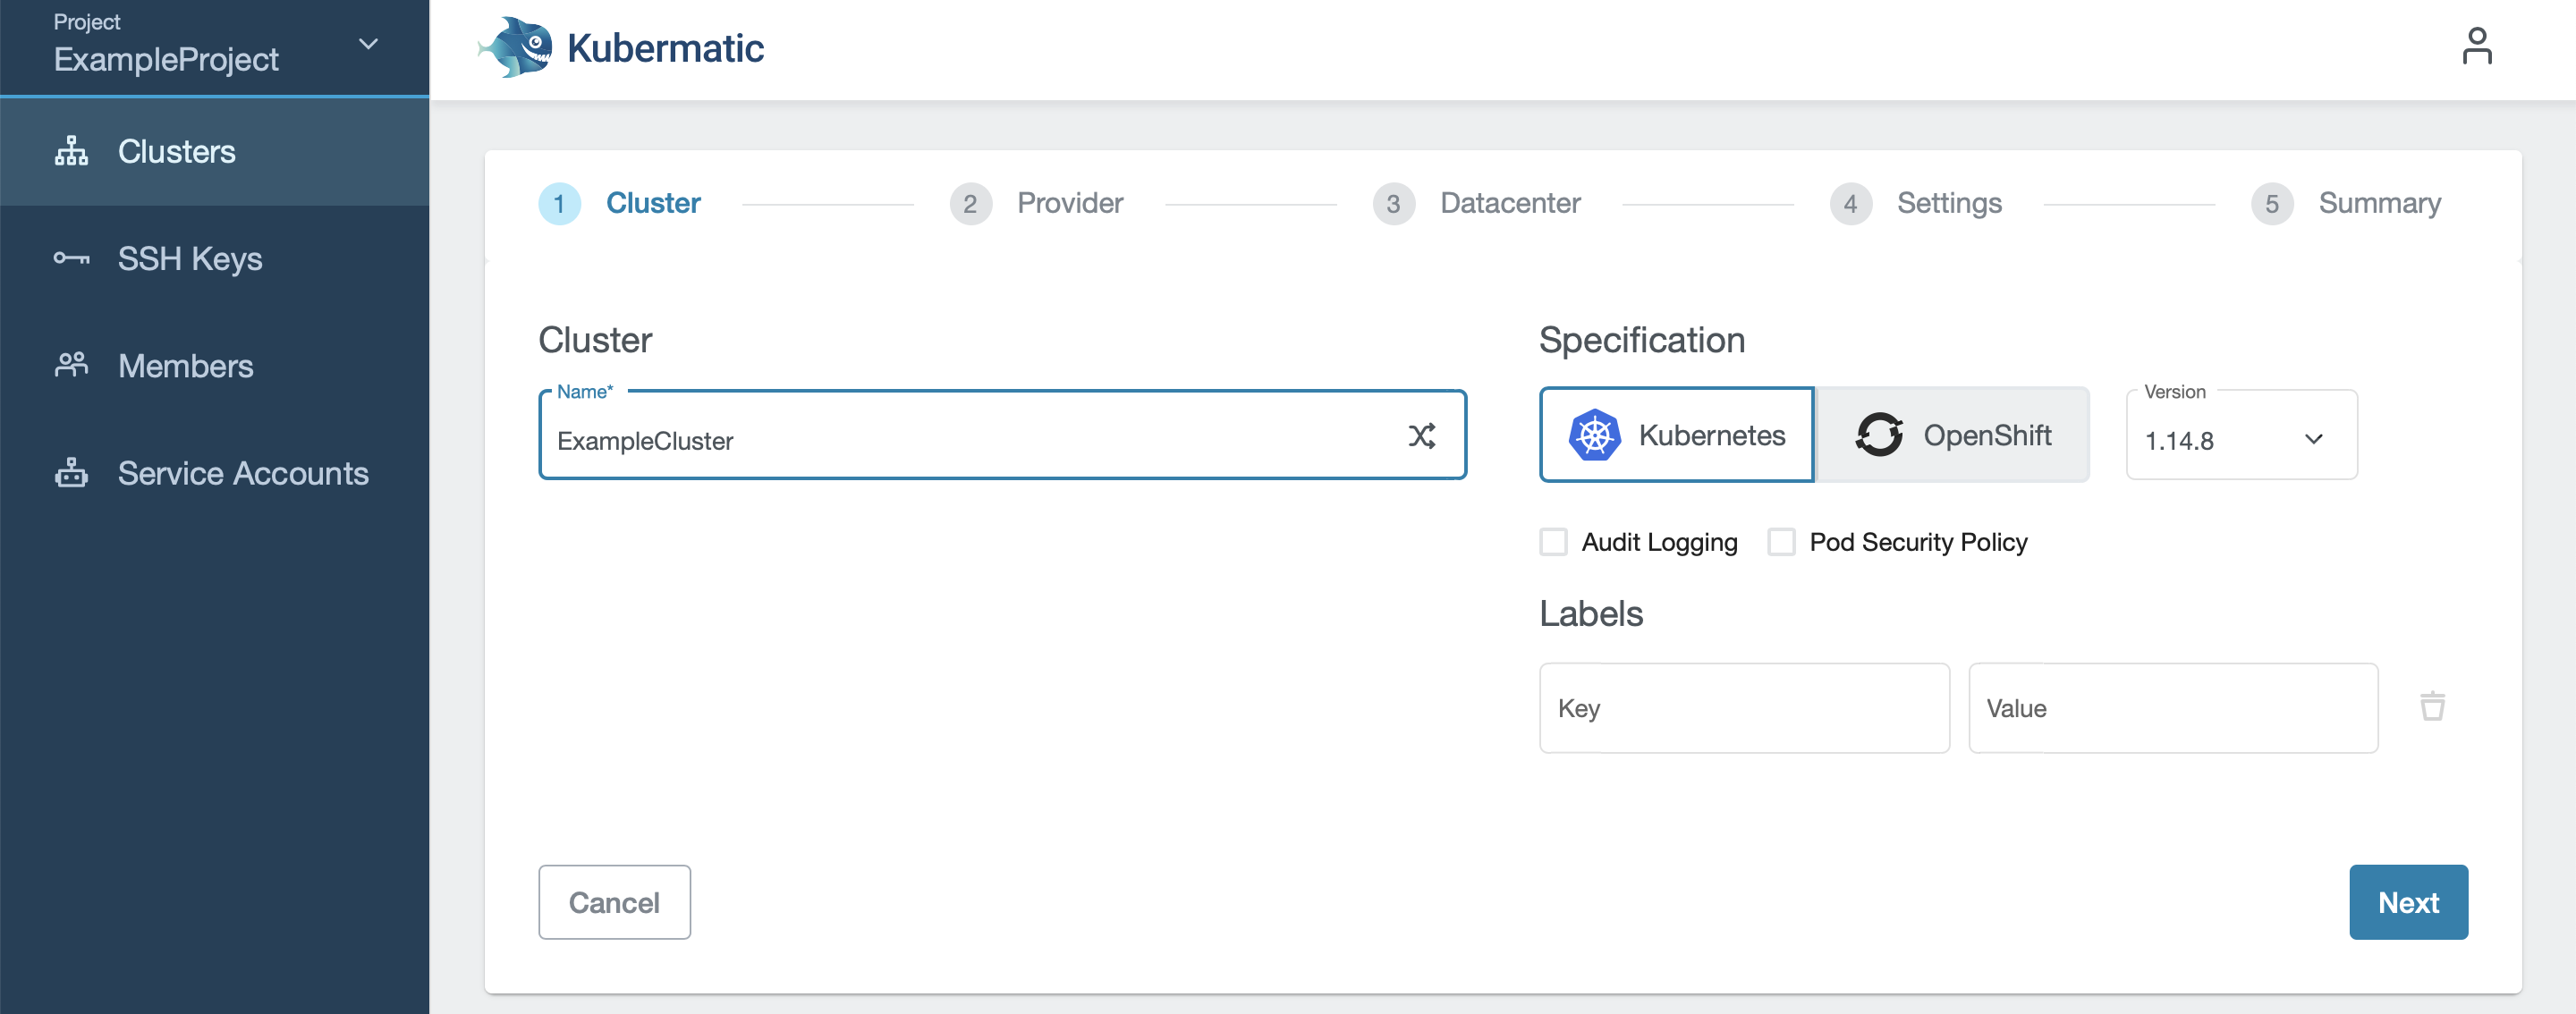 Project
ExampleProject
Kubermatic
Clusters
SSH Keys
Members
Service Accounts
1 Cluster 2 Provider 3 Datacenter 4 Settings 5 Summary
Cluster
Name*
ExampleCluster
Specification
Kubernetes OpenShift
Version
1.14.8
Audit Logging Pod Security Policy
Labels
Key Value
Cancel Next